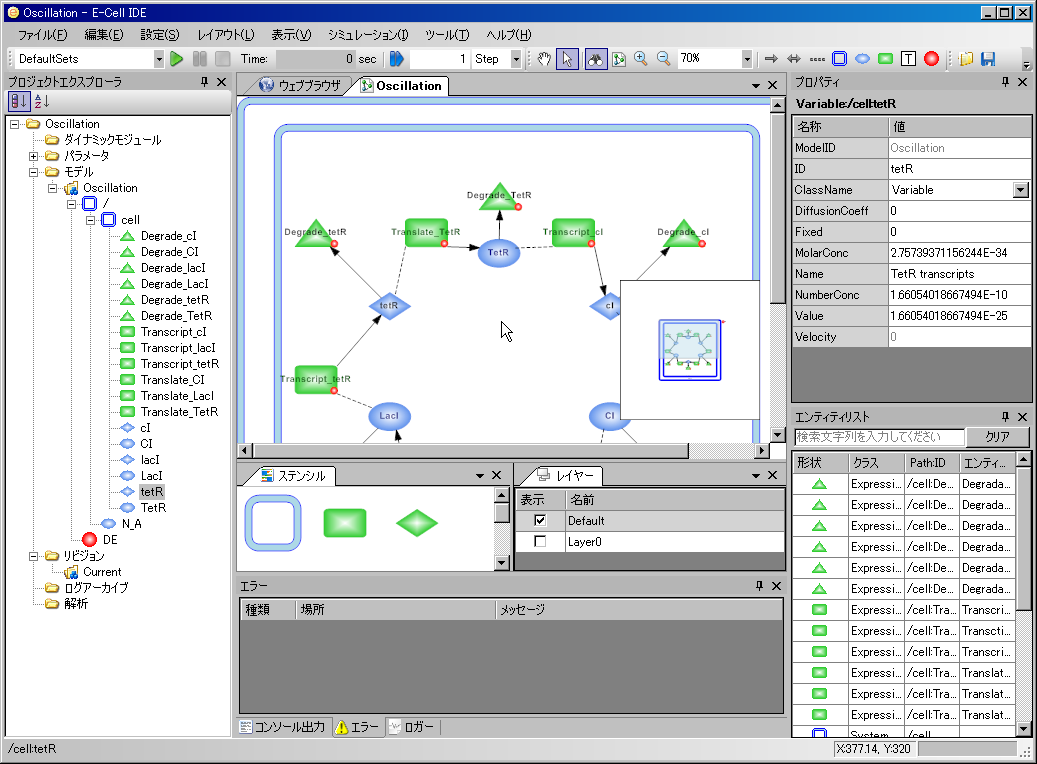 Oscillation - E-Cell IDE
ファイル(F) 編集(E) 設定(S) レイアウト(L) 表示(V) シミュレーション(I) ツール(T) ヘルプ(H)
DefaultSets Time: 0 sec 1 Step 70%
プロジェクトエクスプローラ
Oscillation
ダイナミックモジュール
パラメータ
モデル
Oscillation
/
cell
Degrade_cI
Degrade_CI
Degrade_lacI
Degrade_LacI
Degrade_tetR
Degrade_TetR
Transcript_cI
Transcript_lacI
Transcript_tetR
Translate_CI
Translate_LacI
Translate_TetR
cI
CI
lacI
LacI
tetR
TetR
N_A
DE
リビジョン
Current
ログアーカイブ
解析
ウェブブラウザ Oscillation
Degrade_TetR
Degrade_tetR Translate_TetR Transcript_cI Degrade_cI
TetR
tetR cI
Transcript_tetR
LacI CI
ステンシル
レイヤー
表示 名前
Default
Layer0
エラー
種類 場所 メッセージ
コンソール出力 エラー ロガー
プロパティ
Variable:/cell:tetR
名称 値
ModelID Oscillation
ID tetR
ClassName Variable
DiffusionCoeff 0
Fixed 0
MolarConc 2.75739371156244E-34
Name TetR transcripts
NumberConc 1.66054018667494E-10
Value 1.66054018667494E-25
Velocity 0
エンティティリスト
検索文字列を入力してください クリア
形状 クラス Path:ID エンティ...
Expressi... /cell:De... Degrada...
Expressi... /cell:De... Degrada...
Expressi... /cell:De... Degrada...
Expressi... /cell:De... Degrada...
Expressi... /cell:De... Degrada...
Expressi... /cell:De... Degrada...
Expressi... /cell:Tra... Transcri...
Expressi... /cell:Tra... Transcti...
Expressi... /cell:Tra... Transcri...
Expressi... /cell:Tra... Translat...
Expressi... /cell:Tra... Translat...
Expressi... /cell:Tra... Translat...
System /cell
/cell:tetR
X:377.14, Y:320